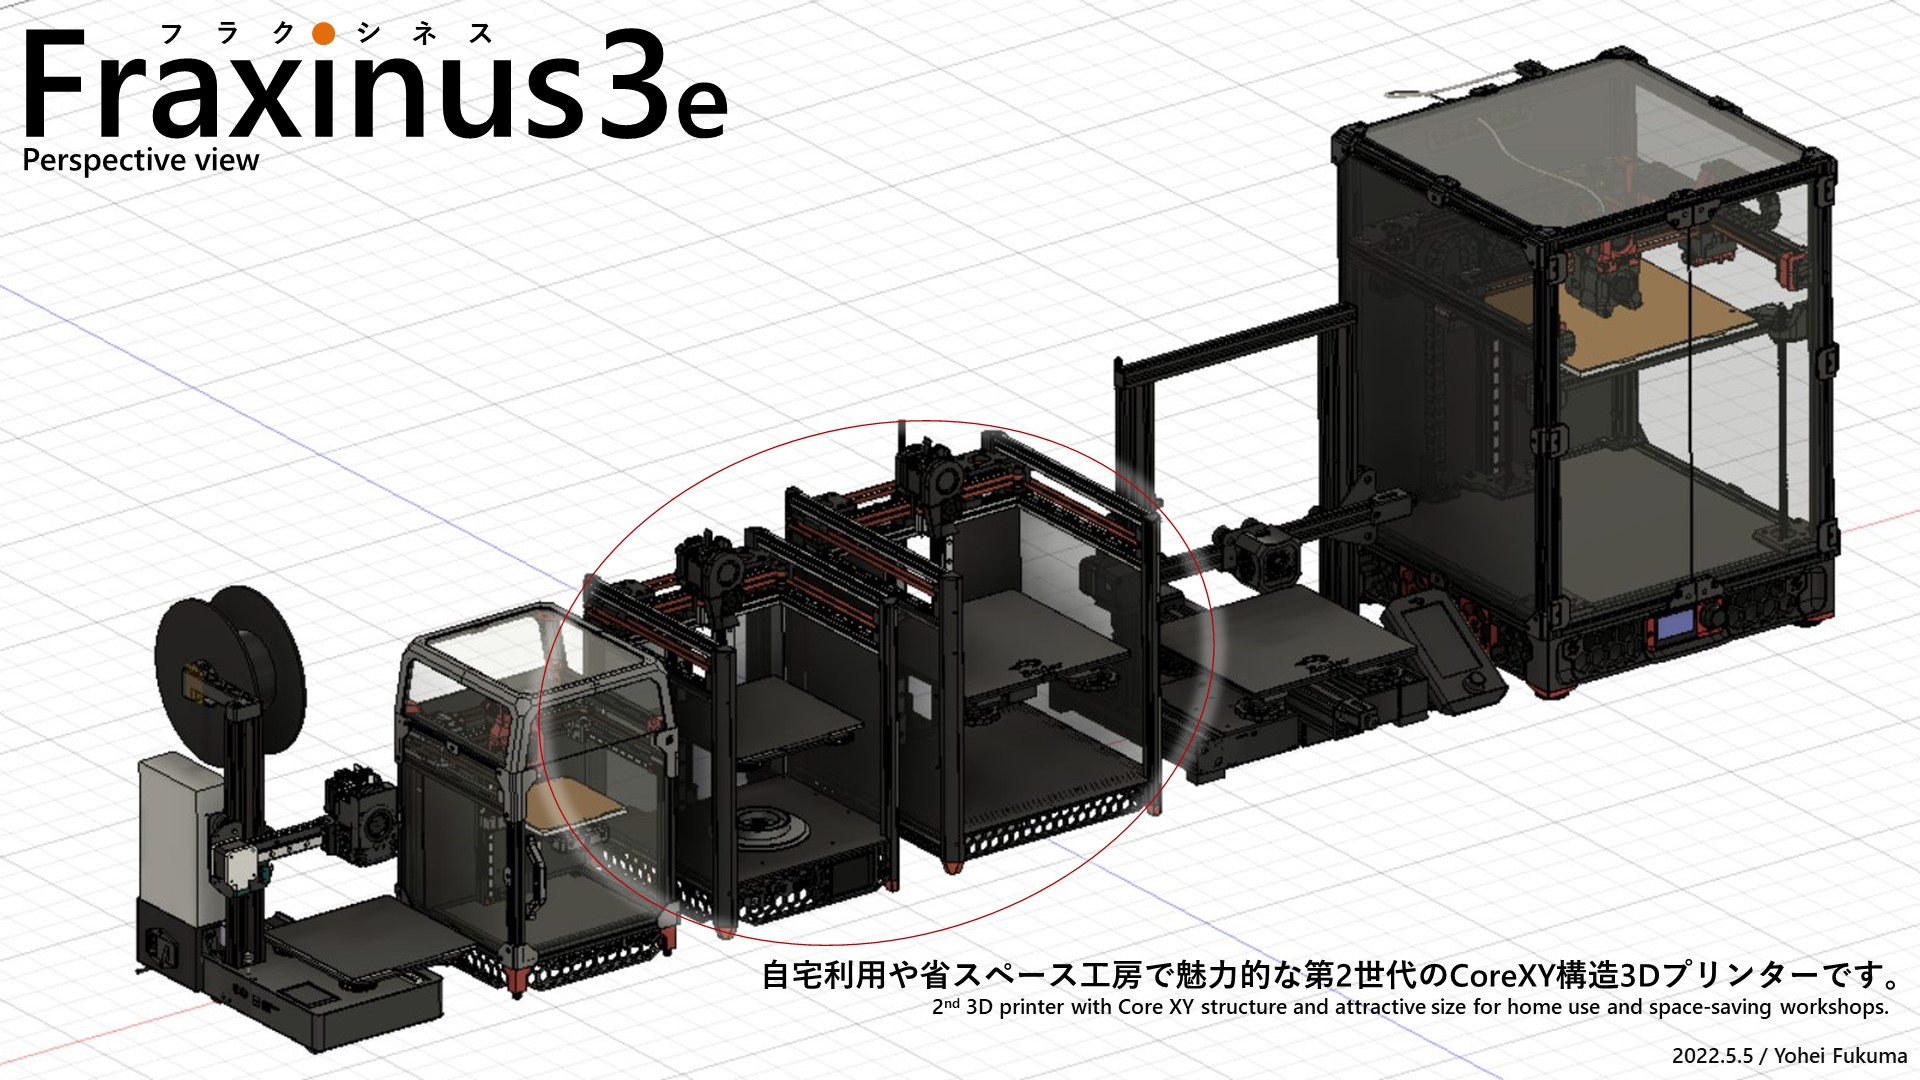 フラク●シネス
Fraxinus3e
Perspective view
自宅利用や省スペース工房で魅力的な第2世代のCoreXY構造3Dプリンターです。
2nd 3D printer with Core XY structure and attractive size for home use and space-saving workshops.
2022.5.5 / Yohei Fukuma